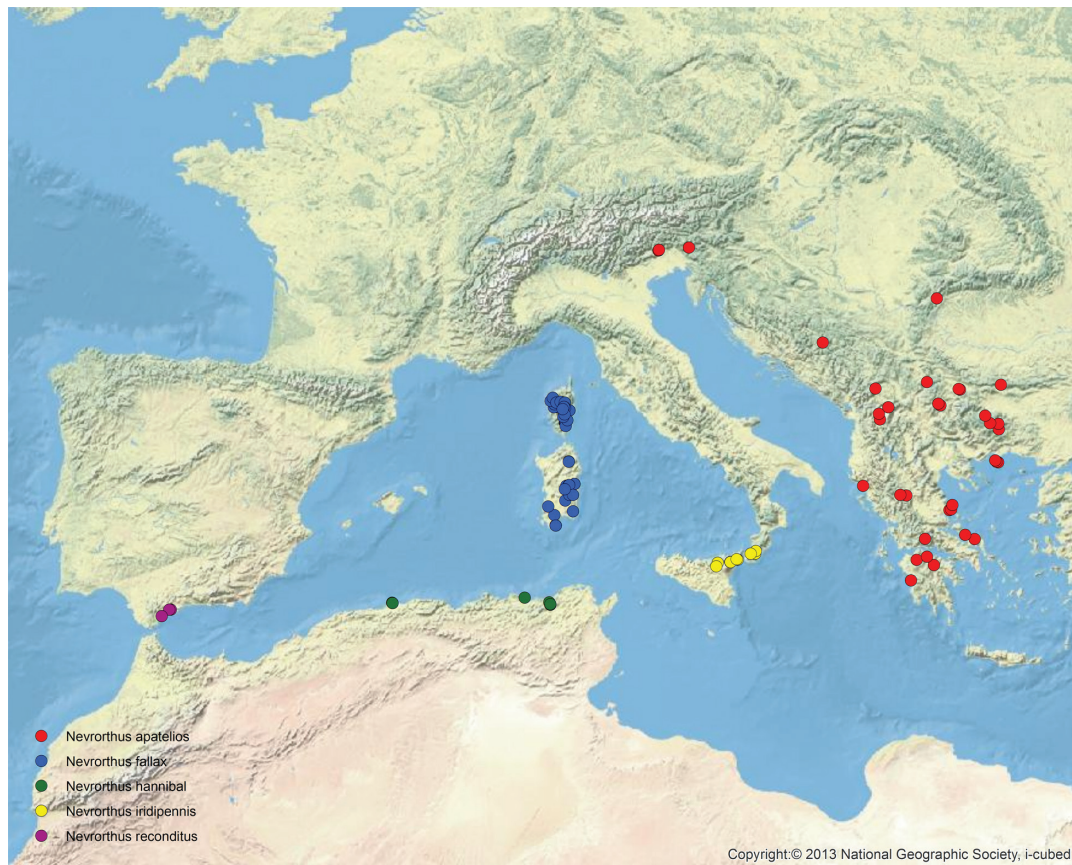 Nevrorthus apatelios
Nevrorthus fallax
Nevrorthus hannibal
Nevrorthus iridipennis
Nevrorthus reconditus
Copyright:© 2013 National Geographic Society, i-cubed